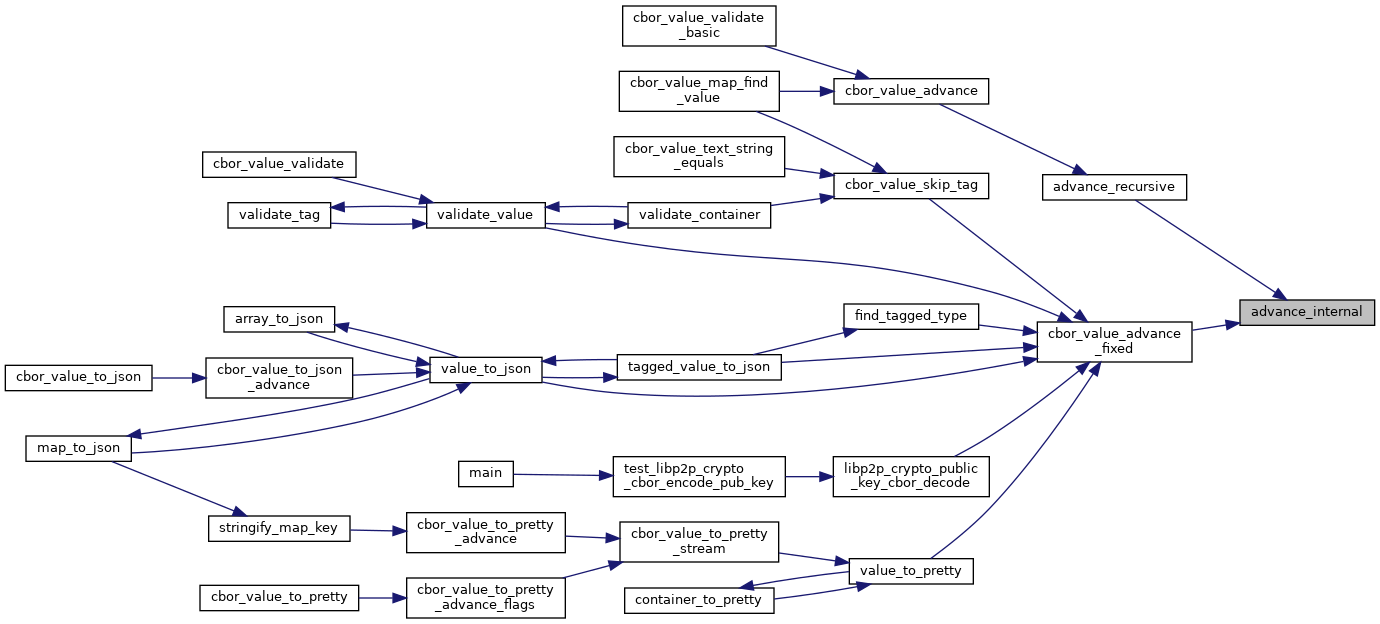 cbor_value_validate
_basic
cbor_value_map_find
_value
cbor_value_advance
cbor_value_text_string
_equals
cbor_value_validate
cbor_value_skip_tag
advance_recursive
validate_tag
validate_value
validate_container
array_to_json
find_tagged_type
advance_internal
cbor_value_advance
_fixed
cbor_value_to_json
cbor_value_to_json
_advance
value_to_json
tagged_value_to_json
map_to_json
main
test_libp2p_crypto
_cbor_encode_pub_key
libp2p_crypto_public
_key_cbor_decode
stringify_map_key
cbor_value_to_pretty
_advance
cbor_value_to_pretty
_stream
value_to_pretty
cbor_value_to_pretty
cbor_value_to_pretty
_advance_flags
container_to_pretty